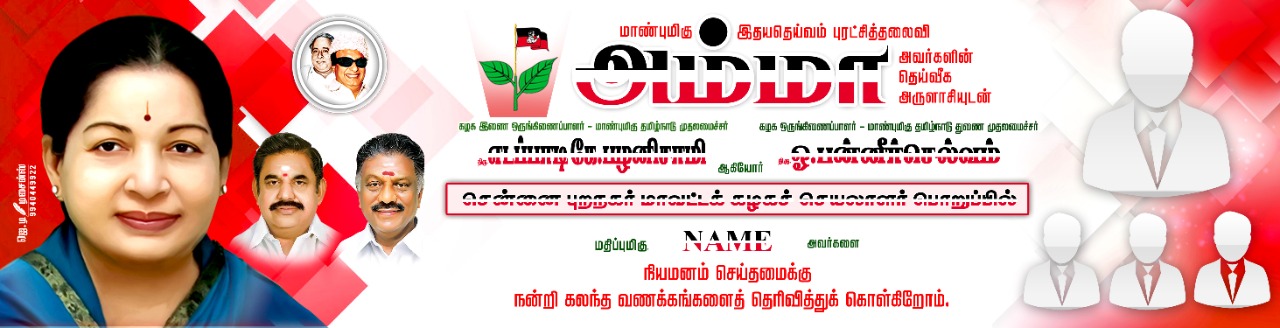 மாண்புமிகு இதயதெய்வம் புரட்சித்தலைவி
அம்மா
அவர்களின்
தெய்வீக
அருளாசியுடன்
கழக இணை ஒருங்கிணைப்பாளர் - மாண்புமிகு தமிழ்நாடு முதலமைச்சர்
திரு. எடப்பாடி கே.பழனிசாமி
கழக ஒருங்கிணைப்பாளர் - மாண்புமிகு தமிழ்நாடு துணை முதலமைச்சர்
திரு. ஓ.பன்னீர்செல்வம்
ஆகியோர்
சென்னை புறநகர் மாவட்டக் கழகச் செயலாளர் பொறுப்பில்
மதிப்புமிகு NAME அவர்களை
நியமனம் செய்தமைக்கு
நன்றி கலந்த வணக்கங்களைத் தெரிவித்துக் கொள்கிறோம்.
9940449922